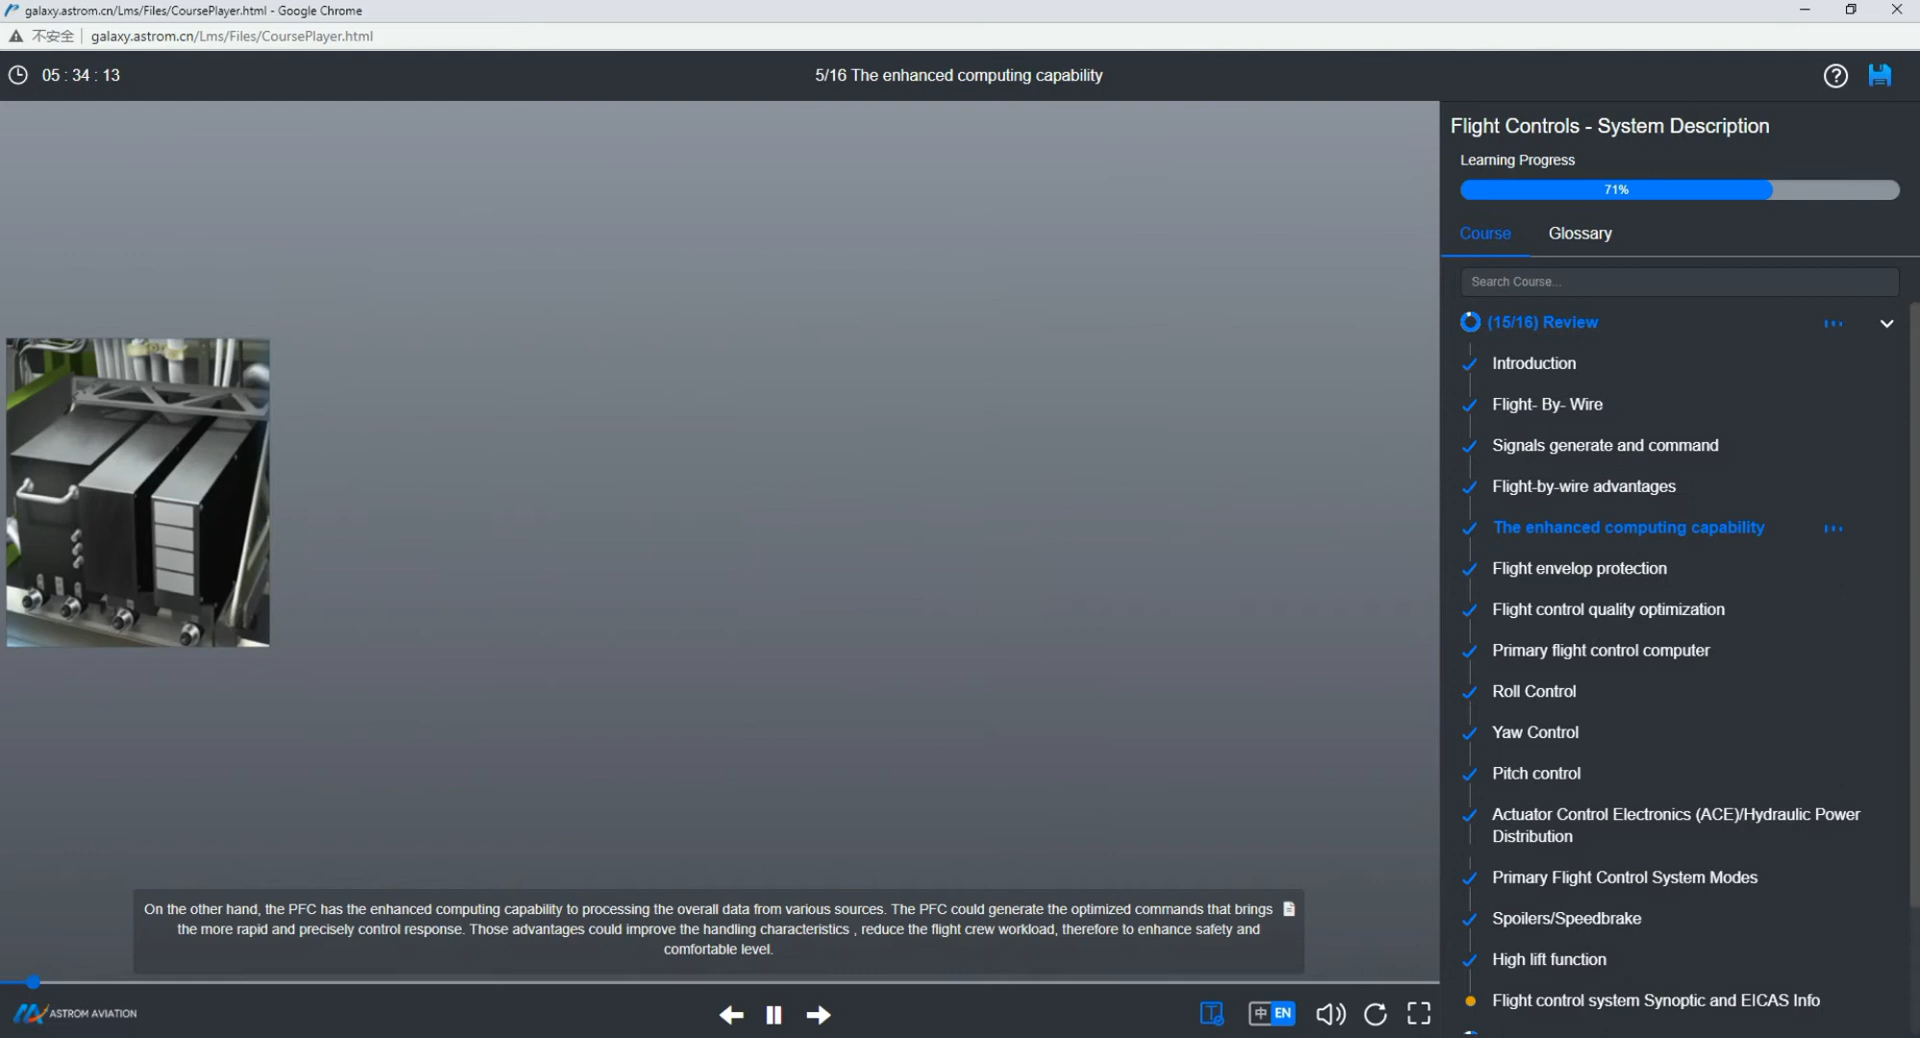 galaxy.astrom.cn/Lms/Files/CoursePlayer.html - Google Chrome
不安全 galaxy.astrom.cn/Lms/Files/CoursePlayer.html
05 : 34 : 13
5/16 The enhanced computing capability
Flight Controls - System Description
Learning Progress
71%
Course Glossary
Search Course...
(15/16) Review
Introduction
Flight- By- Wire
Signals generate and command
Flight-by-wire advantages
The enhanced computing capability
Flight envelop protection
Flight control quality optimization
Primary flight control computer
Roll Control
Yaw Control
Pitch control
Actuator Control Electronics (ACE)/Hydraulic Power
Distribution
Primary Flight Control System Modes
Spoilers/Speedbrake
High lift function
Flight control system Synoptic and EICAS Info
On the other hand, the PFC has the enhanced computing capability to processing the overall data from various sources. The PFC could generate the optimized commands that brings
the more rapid and precisely control response. Those advantages could improve the handling characteristics , reduce the flight crew workload, therefore to enhance safety and
comfortable level.
ASTROM AVIATION
中 EN